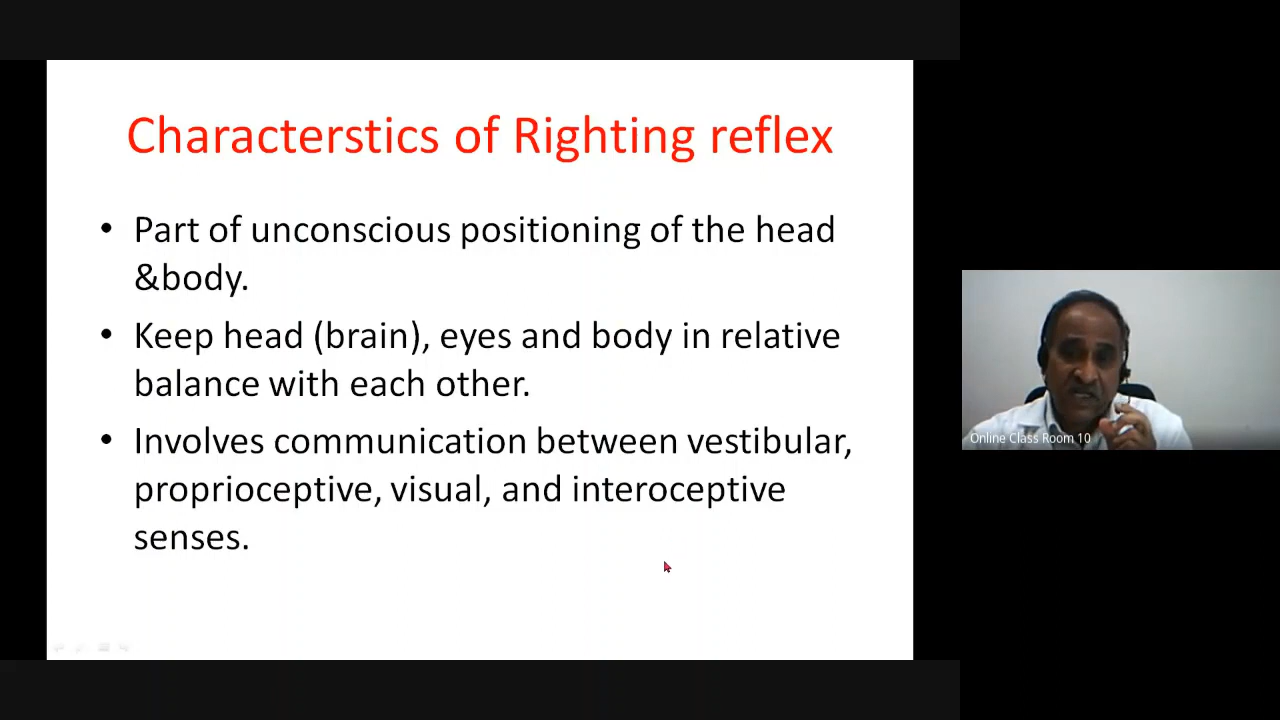 Characterstics of Righting reflex
• Part of unconscious positioning of the head
&body.
• Keep head (brain), eyes and body in relative
balance with each other.
• Involves communication between vestibular,
proprioceptive, visual, and interoceptive
senses.
Online Class Room 10